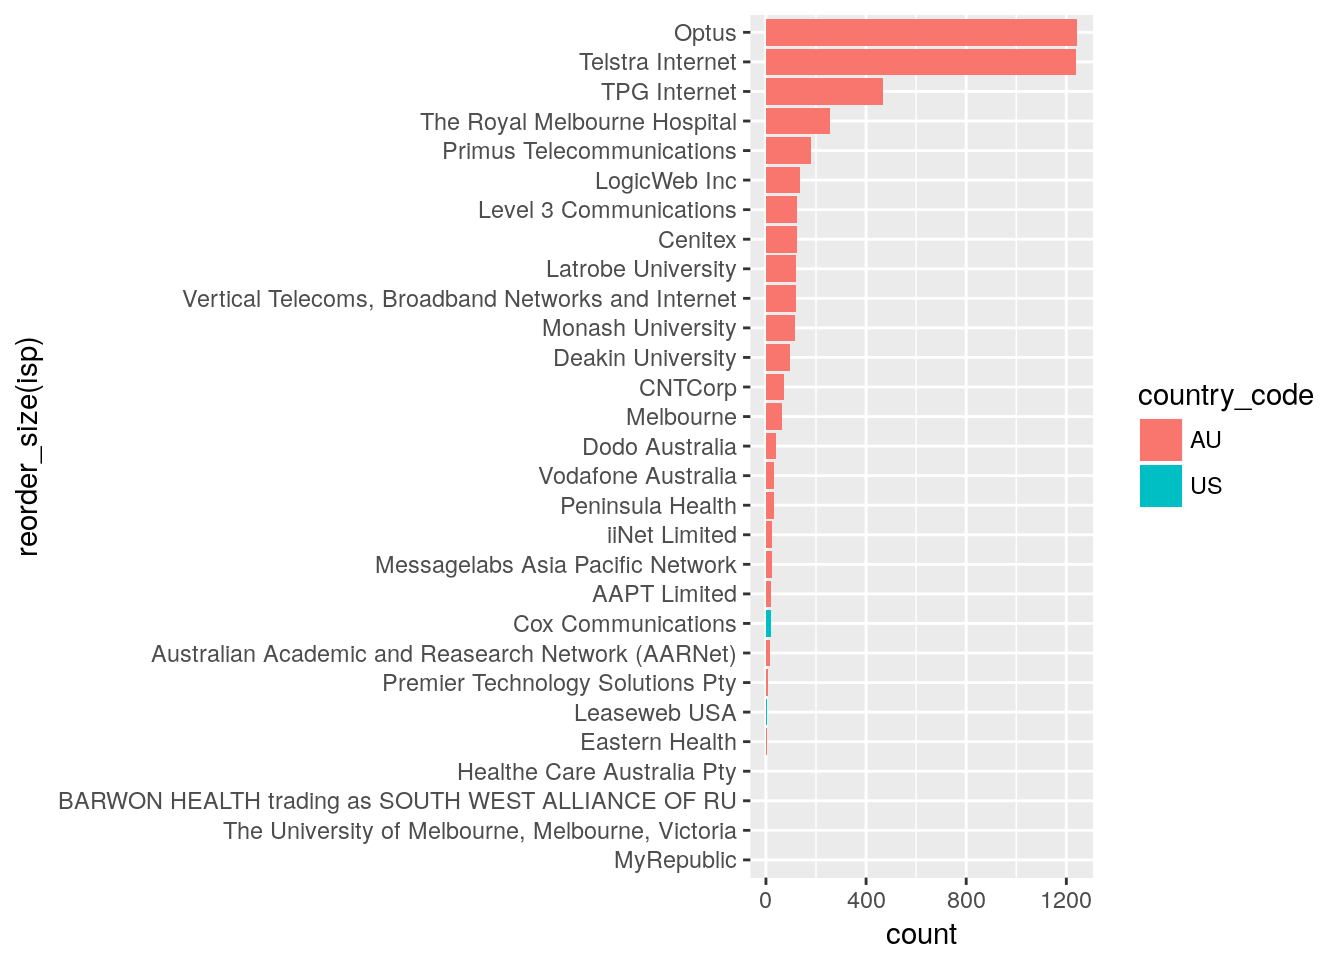 Optus
Telstra Internet
TPG Internet
The Royal Melbourne Hospital
Primus Telecommunications
LogicWeb Inc
Level 3 Communications
Cenitex
Latrobe University
Vertical Telecoms, Broadband Networks and Internet
Monash University
Deakin University
CNTCorp
Melbourne
Dodo Australia
Vodafone Australia
Peninsula Health
iiNet Limited
Messagelabs Asia Pacific Network
AAPT Limited
Cox Communications
Australian Academic and Reasearch Network (AARNet)
Premier Technology Solutions Pty
Leaseweb USA
Eastern Health
Healthe Care Australia Pty
BARWON HEALTH trading as SOUTH WEST ALLIANCE OF RU
The University of Melbourne, Melbourne, Victoria
MyRepublic
reorder_size(isp)
0 400 800 1200
count
country_code
AU
US